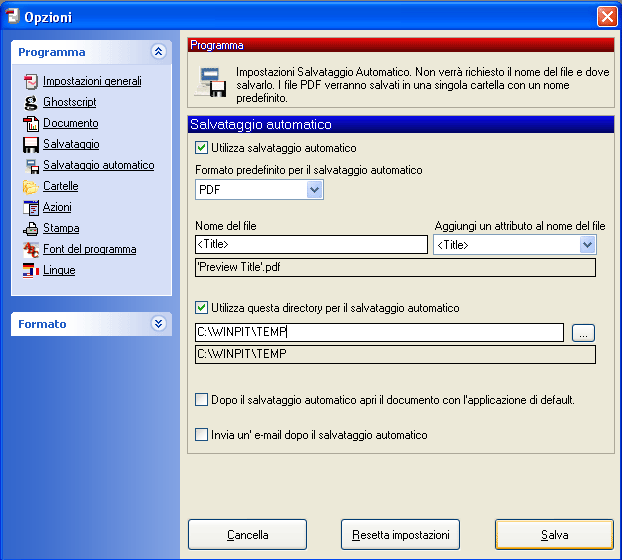 Opzioni
Programma
Impostazioni generali
Ghostscript
Documento
Salvataggio
Salvataggio automatico
Cartelle
Azioni
Stampa
Font del programma
Lingue
Formato
Programma
Impostazioni Salvataggio Automatico. Non verrà richiesto il nome del file e dove
salvarlo. I file PDF verranno salvati in una singola cartella con un nome
predefinito.
Salvataggio automatico
Utilizza salvataggio automatico
Formato predefinito per il salvataggio automatico
PDF
Nome del file Aggiungi un attributo al nome del file
<Title> <Title>
'Preview Title'.pdf
Utilizza questa directory per il salvataggio automatico
C:\WINPIT\TEMP ...
C:\WINPIT\TEMP
Dopo il salvataggio automatico apri il documento con l'applicazione di default.
Invia un' e-mail dopo il salvataggio automatico
Cancella Resetta impostazioni Salva